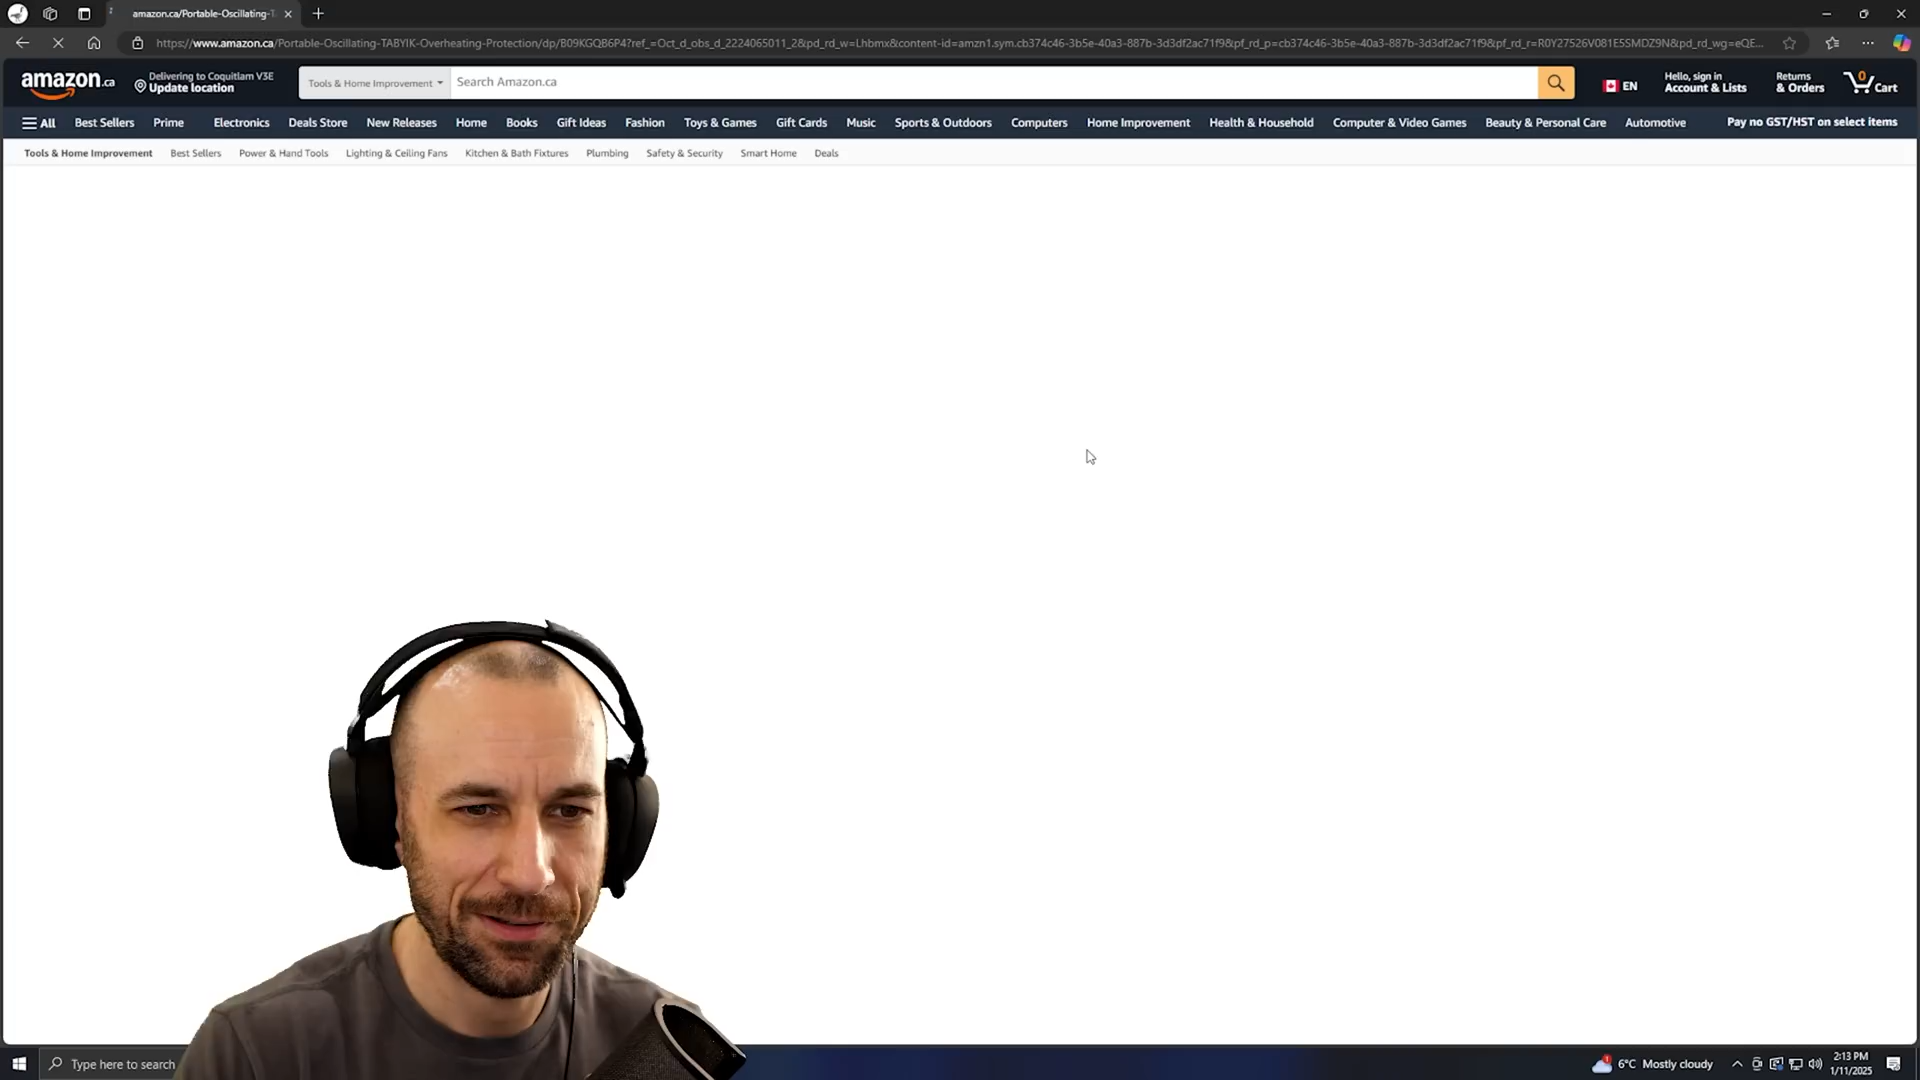 amazon.ca/Portable-Oscillating-T
https://www.amazon.ca/Portable-Oscillating-TABYIK-Overheating-Protection/dp/B09KGQB6P4?ref_=Oct_d_obs_d_2224065011_2&pd_rd_w=Lhbmx&content-id=amzn1.sym.cb374c46-3b5e-40a3-887b-3d3df2ac71f9&pf_rd_p=cb374c46-3b5e-40a3-887b-3d3df2ac71f9&pf_rd_r=R0Y27526V081E5SMDZ9N&pd_rd_wg=eQE...
amazon.ca
Delivering to Coquitlam V3E
Update location
Tools & Home Improvement
Search Amazon.ca
EN
Hello, sign in
Account & Lists
Returns
& Orders
0
Cart
All Best Sellers Prime Electronics Deals Store New Releases Home Books Gift Ideas Fashion Toys & Games Gift Cards Music Sports & Outdoors Computers Home Improvement Health & Household Computer & Video Games Beauty & Personal Care Automotive Pay no GST/HST on select items
Tools & Home Improvement Best Sellers Power & Hand Tools Lighting & Ceiling Fans Kitchen & Bath Fixtures Plumbing Safety & Security Smart Home Deals
Type here to search
6°C Mostly cloudy
2:13 PM
1/11/2025